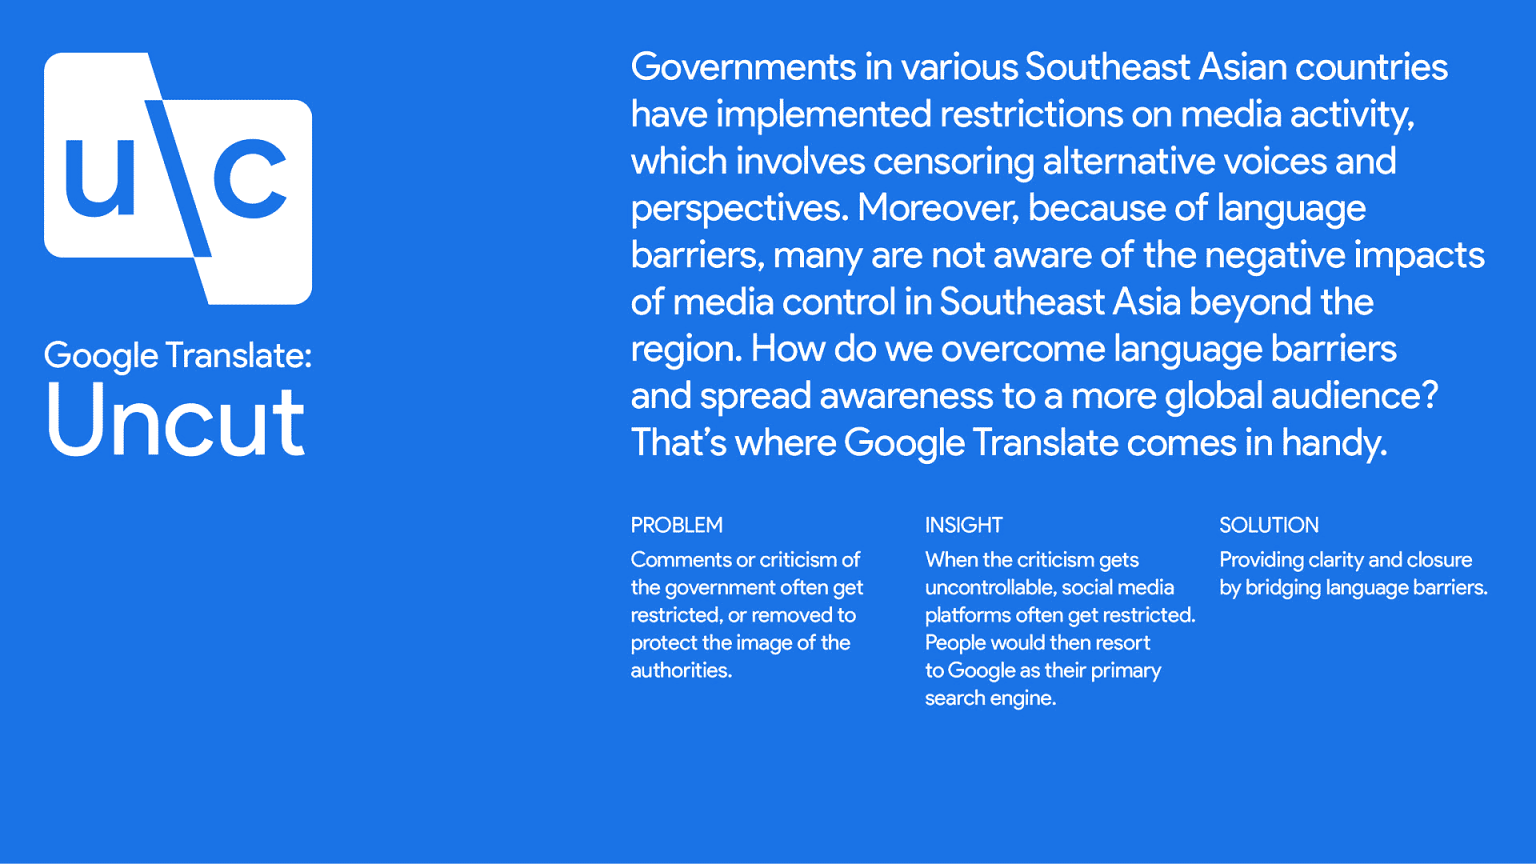 u\c
Google Translate:
Uncut
Governments in various Southeast Asian countries
have implemented restrictions on media activity,
which involves censoring alternative voices and
perspectives. Moreover, because of language
barriers, many are not aware of the negative impacts
of media control in Southeast Asia beyond the
region. How do we overcome language barriers
and spread awareness to a more global audience?
That’s where Google Translate comes in handy.
PROBLEM
Comments or criticism of
the government often get
restricted, or removed to
protect the image of the
authorities.
INSIGHT
When the criticism gets
uncontrollable, social media
platforms often get restricted.
People would then resort
to Google as their primary
search engine.
SOLUTION
Providing clarity and closure
by bridging language barriers.